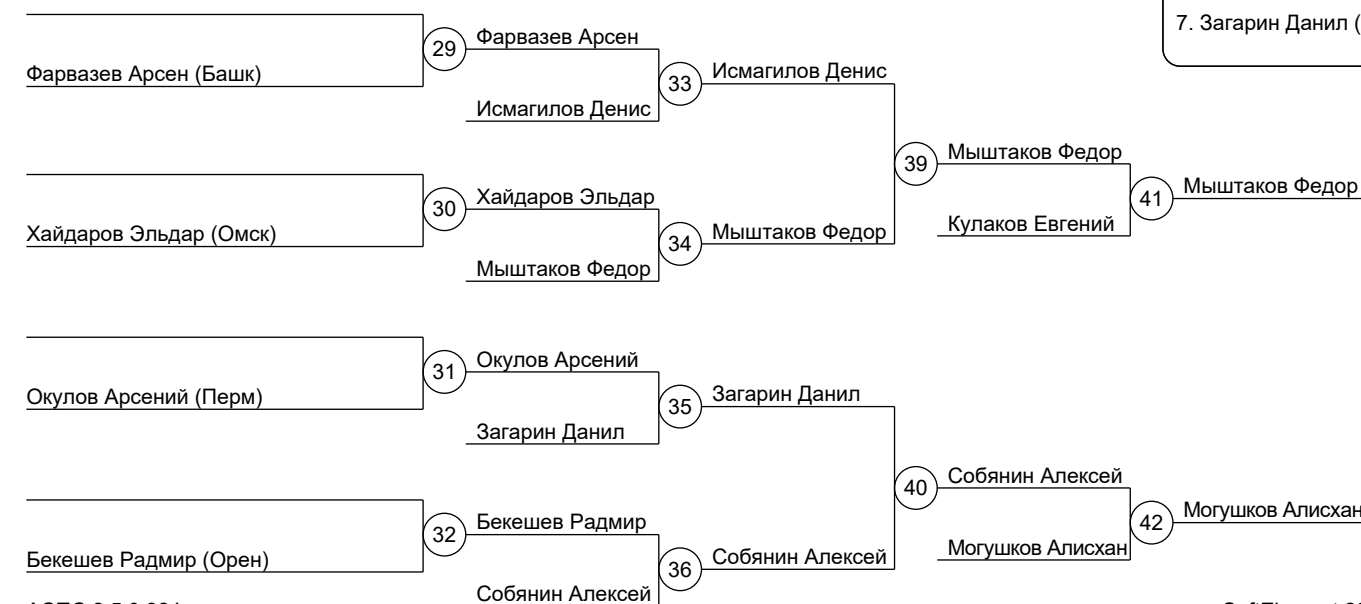 7. Загарин Данил (
29
Фарвазев Арсен
Фарвазев Арсен (Башк)
33
Исмагилов Денис
Исмагилов Денис
39
Мыштаков Федор
30
Хайдаров Эльдар
Хайдаров Эльдар (Омск)
34
Мыштаков Федор
Мыштаков Федор
Кулаков Евгений
41
Мыштаков Федор
31
Окулов Арсений
Окулов Арсений (Перм)
35
Загарин Данил
Загарин Данил
40
Собянин Алексей
32
Бекешев Радмир
Бекешев Радмир (Орен)
36
Собянин Алексей
Собянин Алексей
Могушков Алисхан
42
Могушков Алисхан